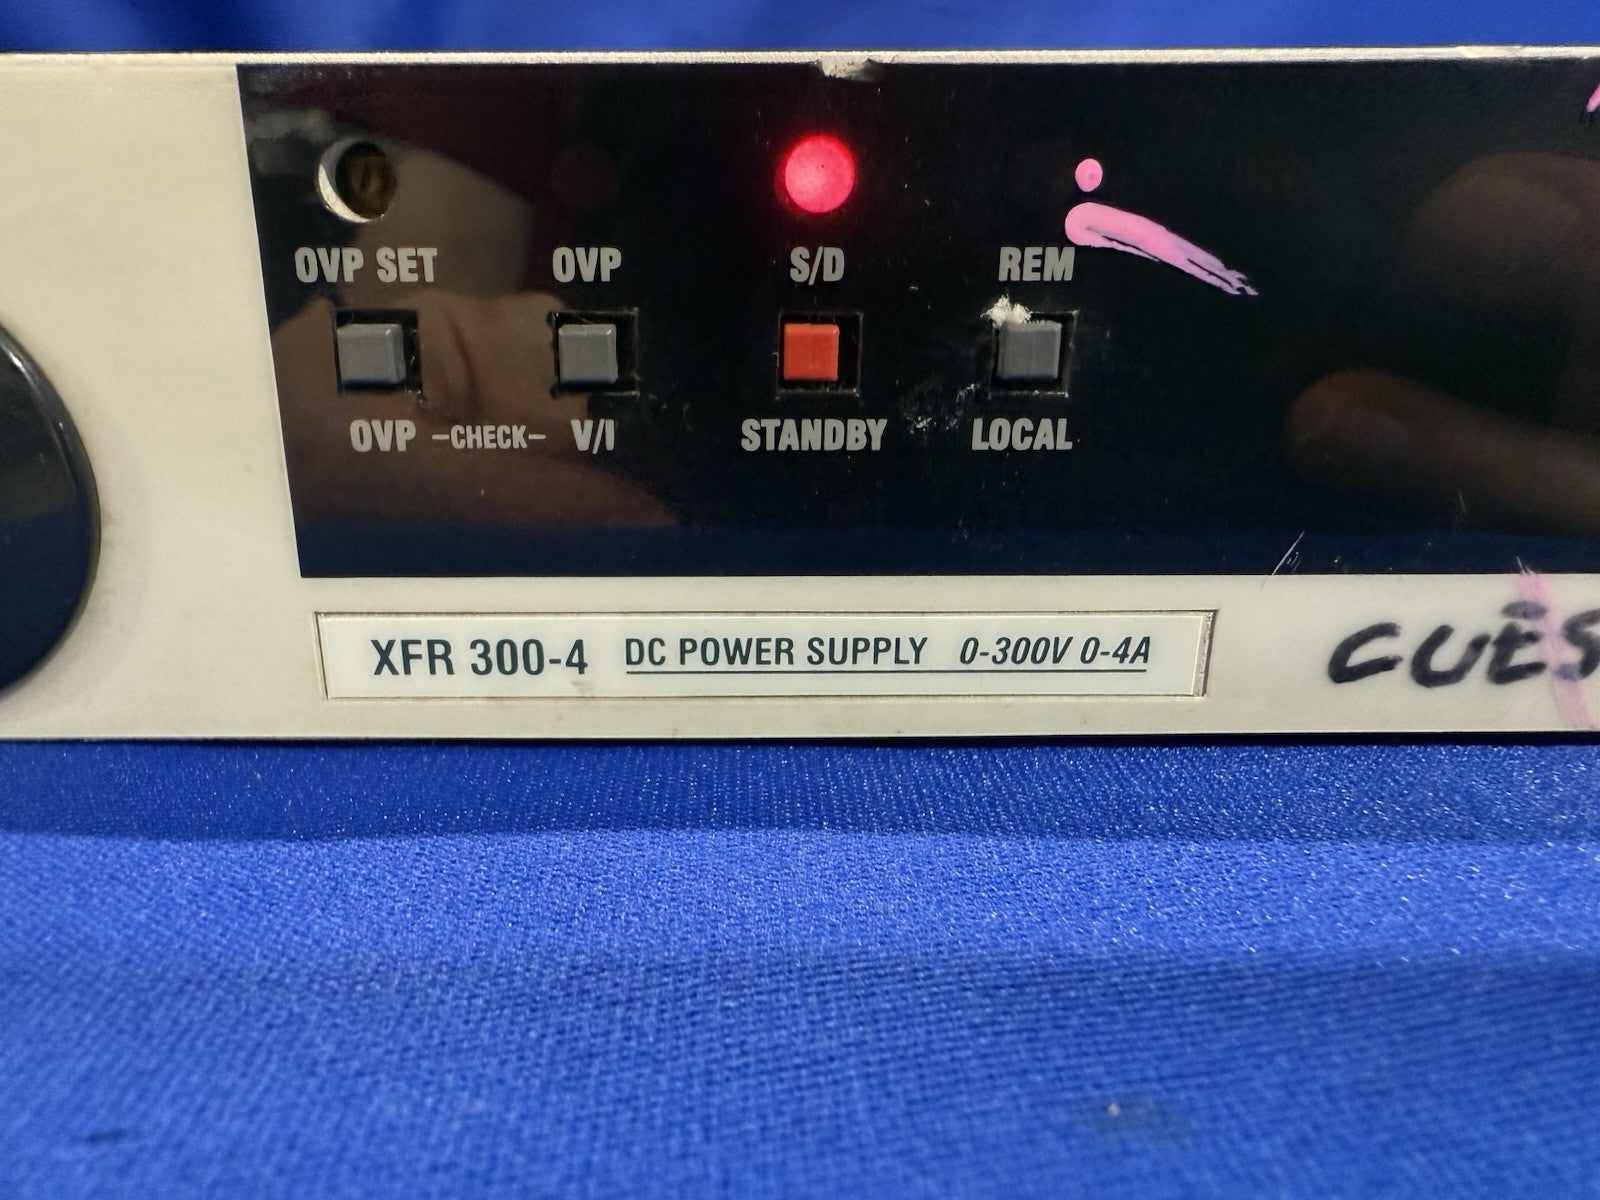 OVP SET OVP S/D REM
OVP -CHECK- V/I STANDBY LOCAL
XFR 300-4 DC POWER SUPPLY 0-300V 0-4A